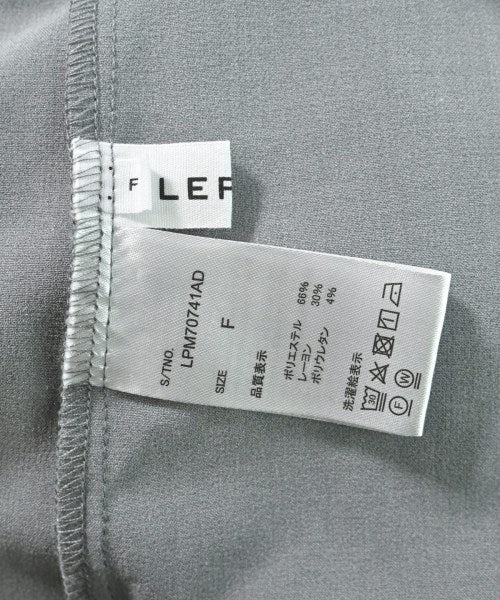 F
LEF
S/TNO.
LPM70741AD
SIZE
F
品質表示
ポリエステル 66%
レーヨン 30%
ポリウレタン 4%
洗濯絵表示
30
F
W